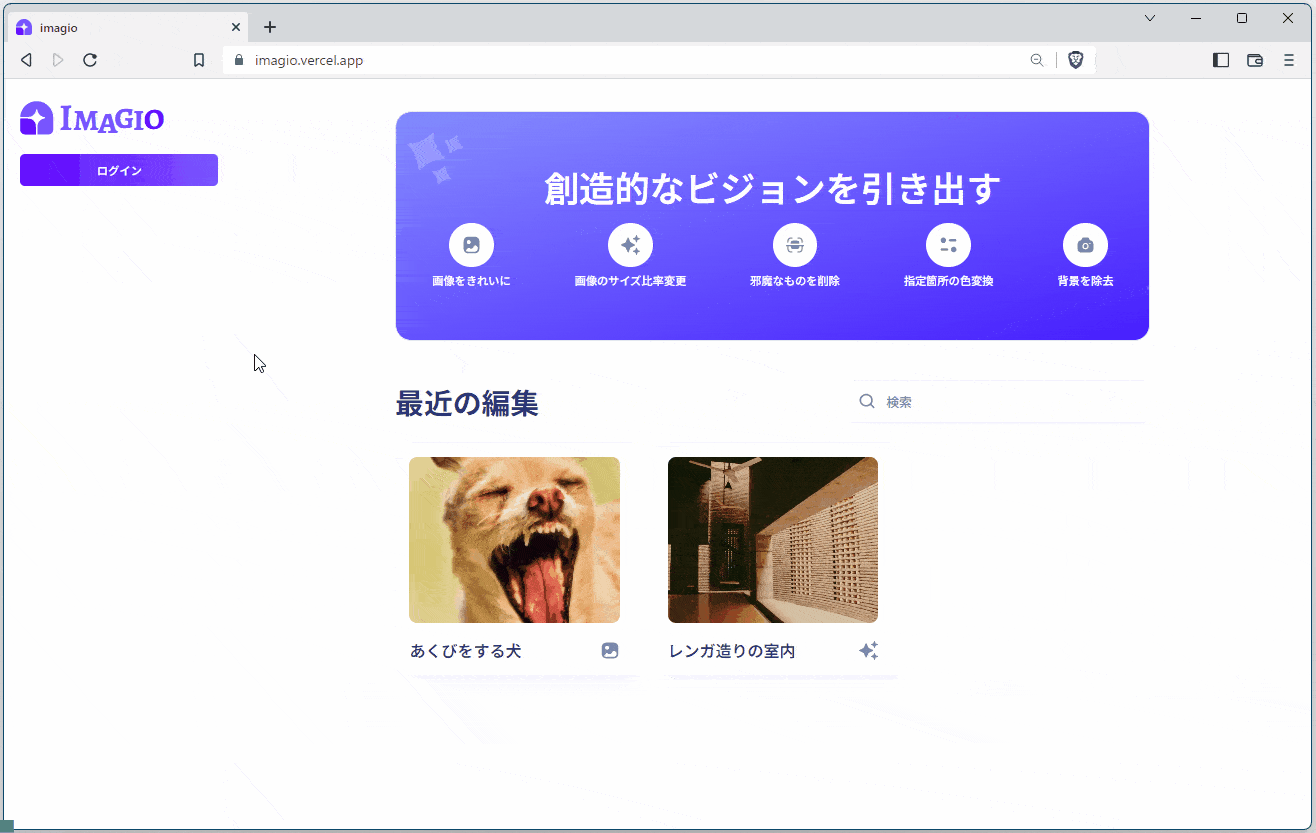 imagio
imagio.vercel.app
IMAGIO
ログイン
創造的なビジョンを引き出す
画像をきれいに
画像のサイズ比率変更
邪魔なものを削除
指定箇所の色変換
背景を除去
最近の編集
検索
あくびをする犬
レンガ造りの室内